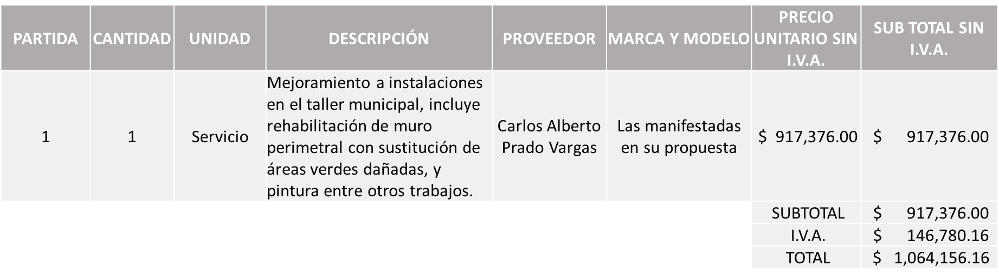 PARTIDA CANTIDAD UNIDAD DESCRIPCIÓN PROVEEDOR MARCA Y MODELO PRECIO UNITARIO SIN I.V.A. SUB TOTAL SIN I.V.A.
1 1 Servicio
Mejoramiento a instalaciones
en el taller municipal, incluye
rehabilitación de muro
perimetral con sustitución de
áreas verdes dañadas, y
pintura entre otros trabajos.
Carlos Alberto
Prado Vargas
Las manifestadas
en su propuesta
$ 917,376.00 $ 917,376.00
SUBTOTAL $ 917,376.00
I.V.A. $ 146,780.16
TOTAL $ 1,064,156.16